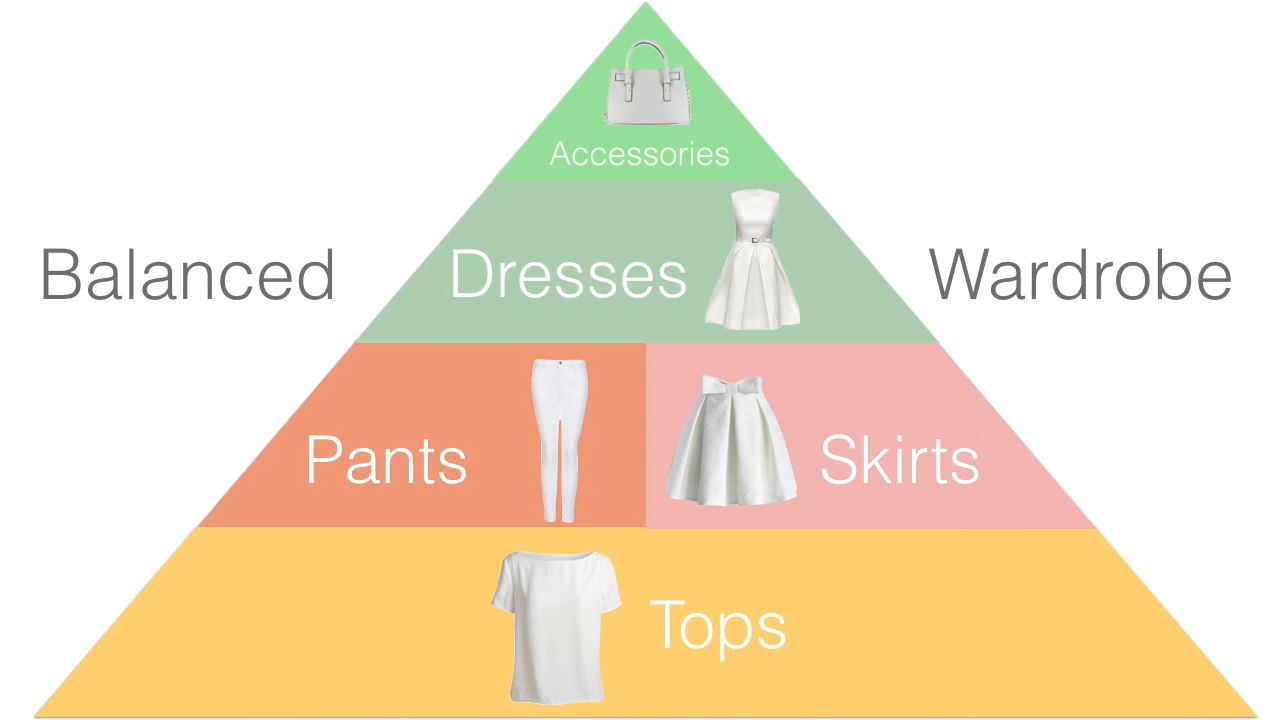 Accessories
Balanced
Dresses
Wardrobe
Pants
Skirts
Tops